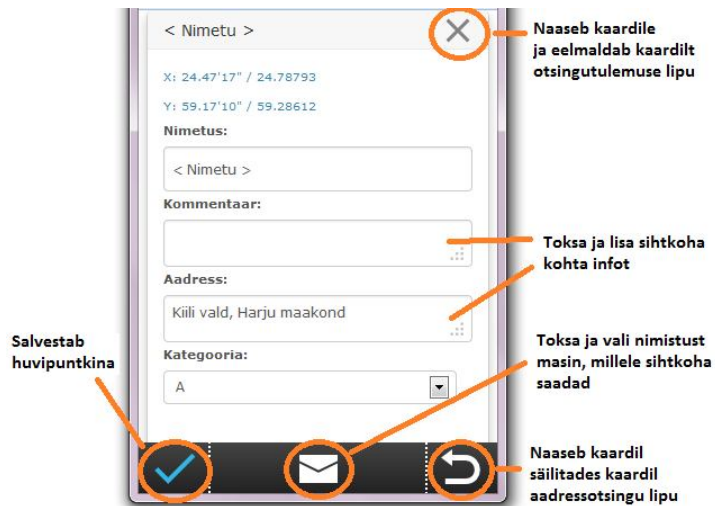 < Nimetu >
X: 24.47'17" / 24.78793
Y: 59.17'10" / 59.28612
Nimetus:
< Nimetu >
Kommentaar:
Aadress:
Kiili vald, Harju maakond
Kategooria:
A
Naaseb kaardile
ja eelmaldab kaardilt
otsingutulemuse lipu
Toksa ja lisa sihtkoha
kohta infot
Toksa ja vali nimistust
masin, millele sihtkoha
saadad
Salvestab
huvipunktkina
Naaseb kaardil
säilitades kaardil
aadressotsingu lipu